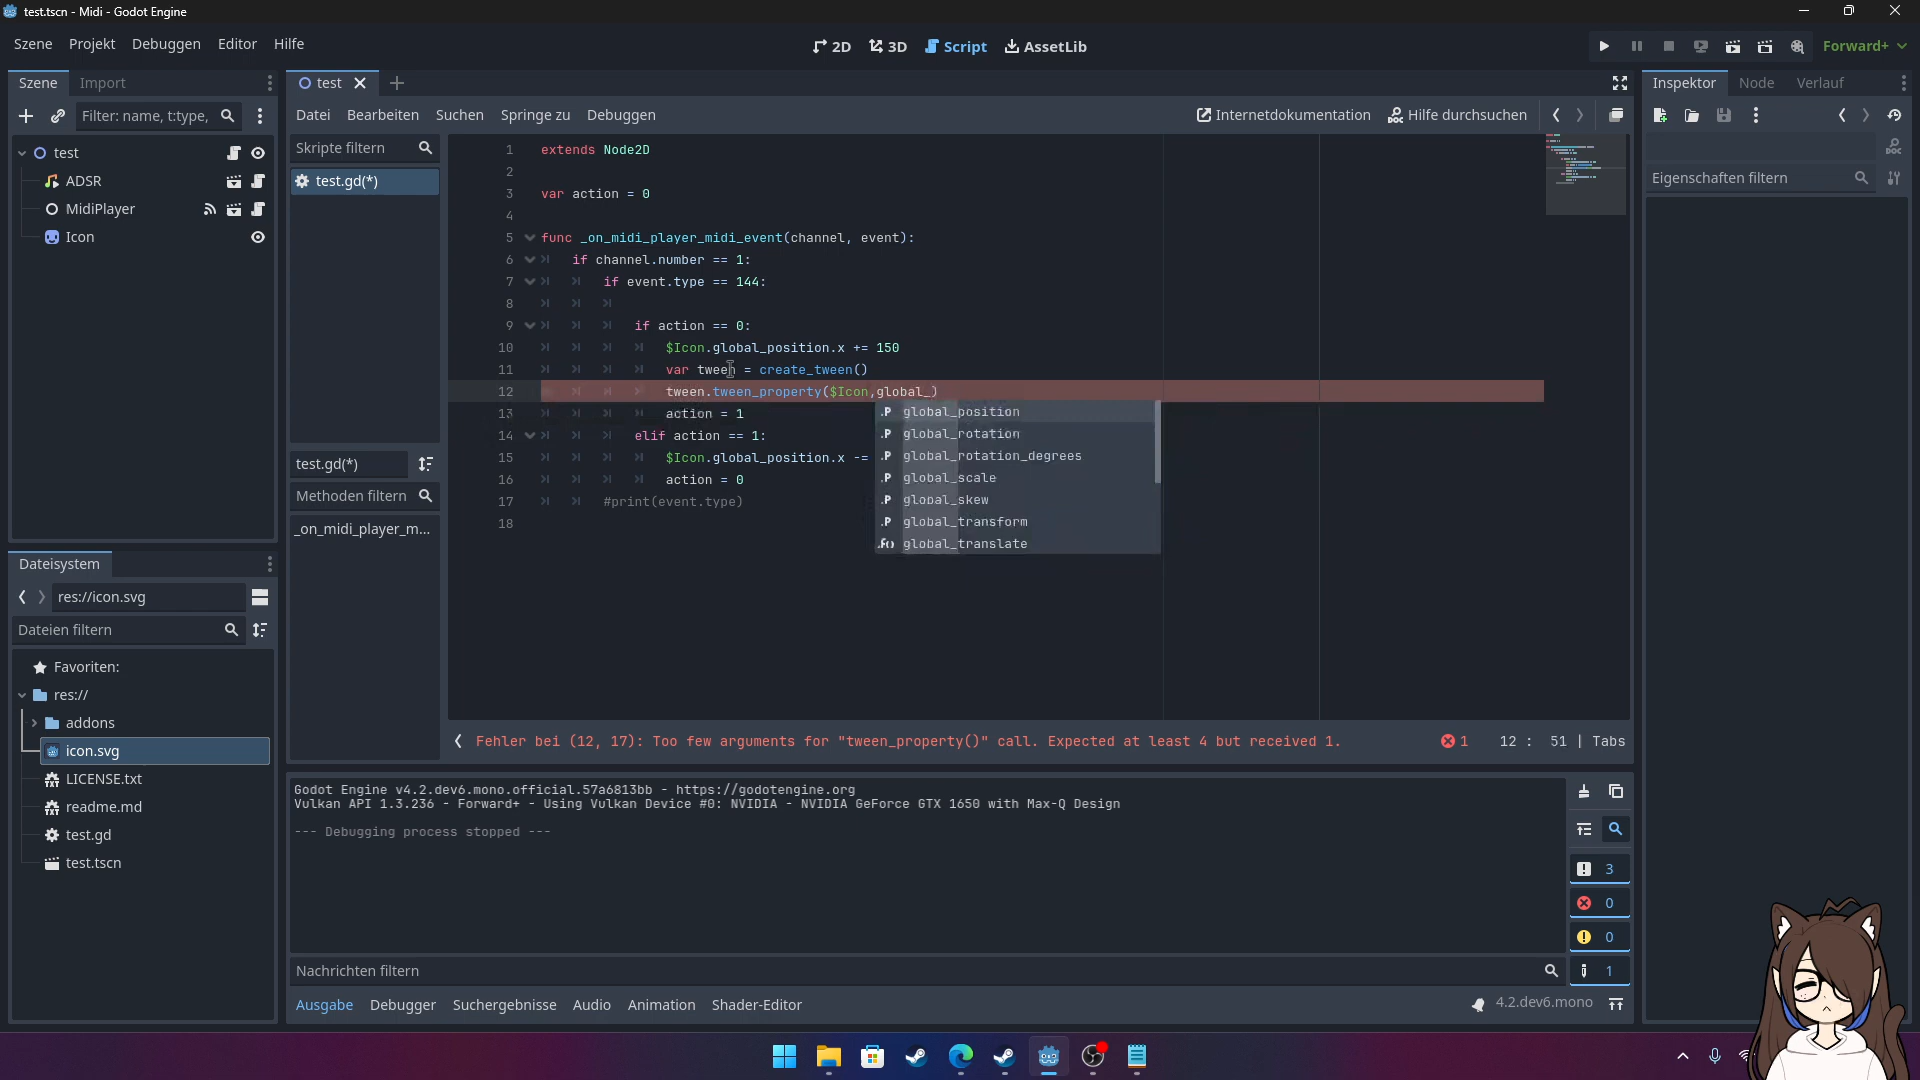 test.tscn - Midi - Godot Engine
Szene Projekt Debuggen Editor Hilfe
2D 3D Script AssetLib
Forward+
Szene Import
test
Inspektor Node Verlauf
Filter: name, t:type,
Datei Bearbeiten Suchen Springe zu Debuggen
Internetdokumentation Hilfe durchsuchen
test
ADSR
MidiPlayer
Icon
Skripte filtern
test.gd(*)
Eigenschaften filtern
1 extends Node2D
2
3 var action = 0
4
5 func _on_midi_player_midi_event(channel, event):
6 if channel.number == 1:
7 if event.type == 144:
8
9 if action == 0:
10 $Icon.global_position.x += 150
11 var tween = create_tween()
12 tween.tween_property($Icon,global_)
13 action = 1
14 elif action == 1:
15 $Icon.global_position.x -=
16 action = 0
17 #print(event.type)
18
global_position
global_rotation
global_rotation_degrees
global_scale
global_skew
global_transform
global_translate
test.gd(*)
Methoden filtern
_on_midi_player_m...
Fehler bei (12, 17): Too few arguments for "tween_property()" call. Expected at least 4 but received 1.
1 12 : 51 | Tabs
Dateisystem
res://icon.svg
Dateien filtern
Favoriten:
res://
addons
icon.svg
LICENSE.txt
readme.md
test.gd
test.tscn
Godot Engine v4.2.dev6.mono.official.57a6813bb - https://godotengine.org
Vulkan API 1.3.236 - Forward+ - Using Vulkan Device #0: NVIDIA - NVIDIA GeForce GTX 1650 with Max-Q Design
--- Debugging process stopped ---
3
0
0
1
Nachrichten filtern
Ausgabe Debugger Suchergebnisse Audio Animation Shader-Editor
4.2.dev6.mono